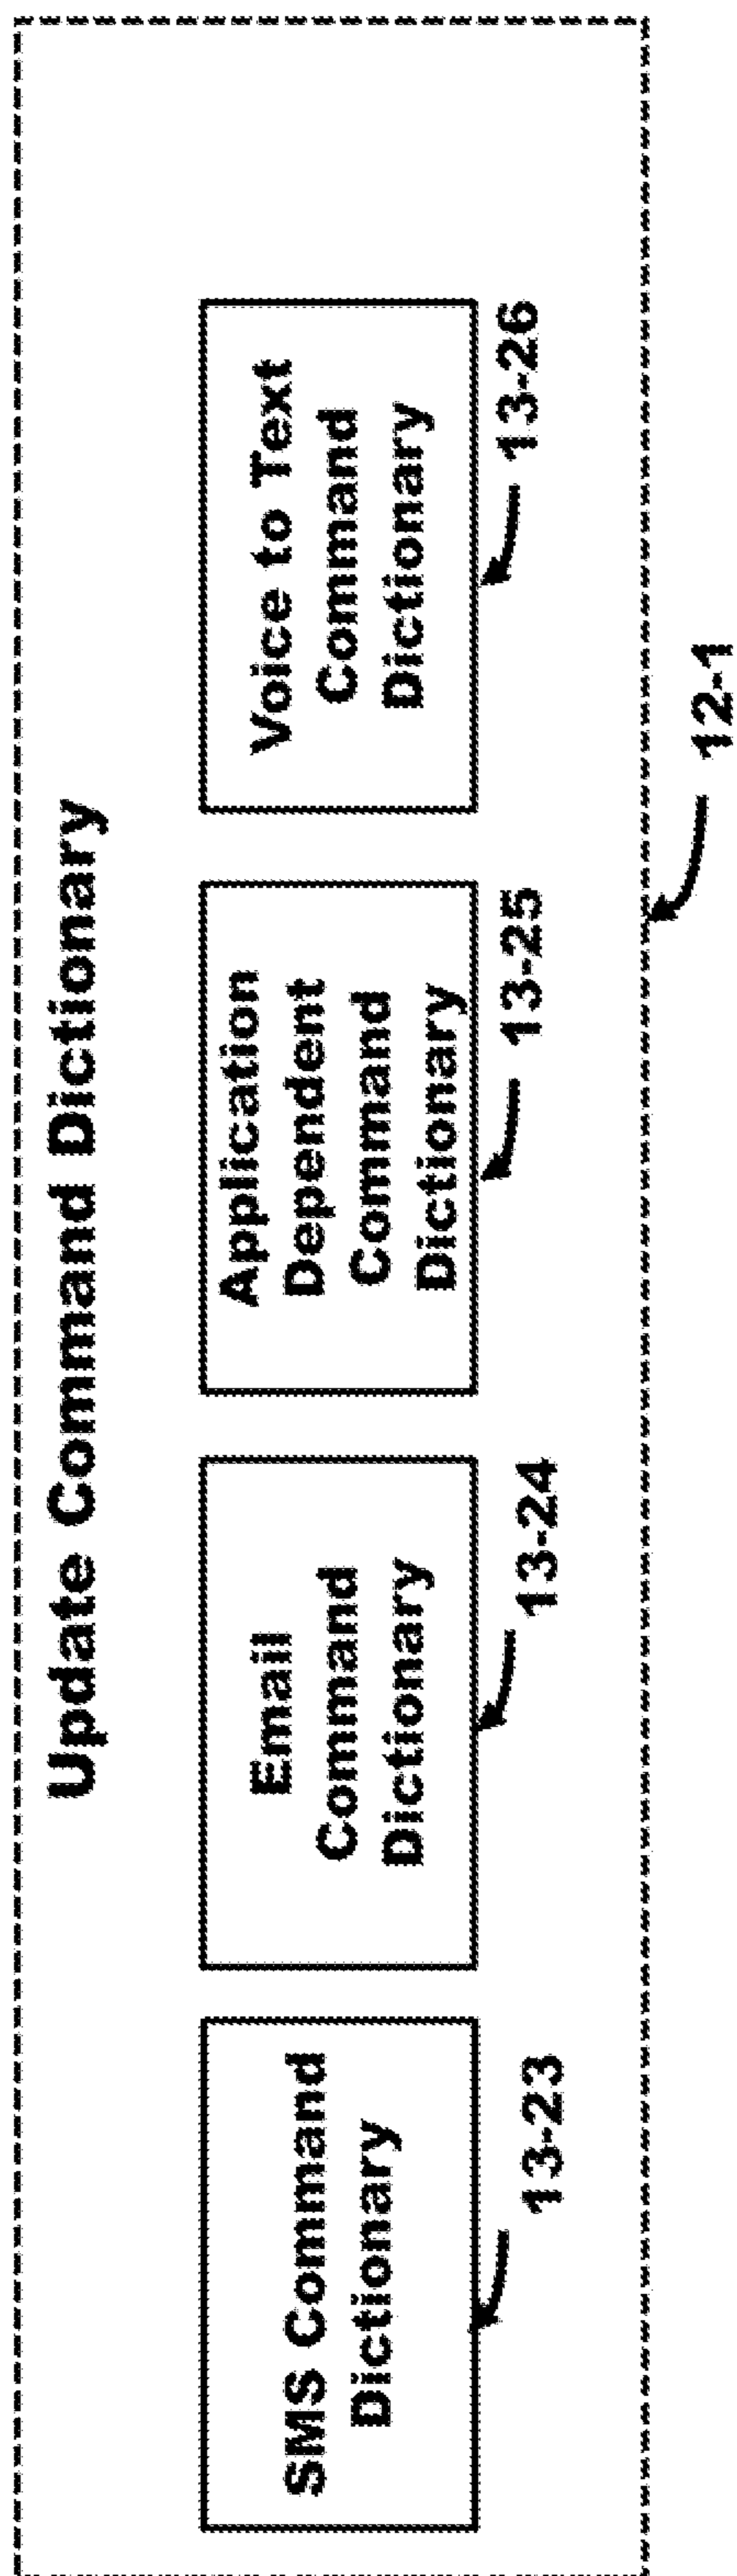 Update Command Dictionary
SMS Command
Dictionary
13-23
Email
Command
Dictionary
13-24
Application
Dependent
Command
Dictionary
13-25
Voice to Text
Command
Dictionary
13-26
12-1